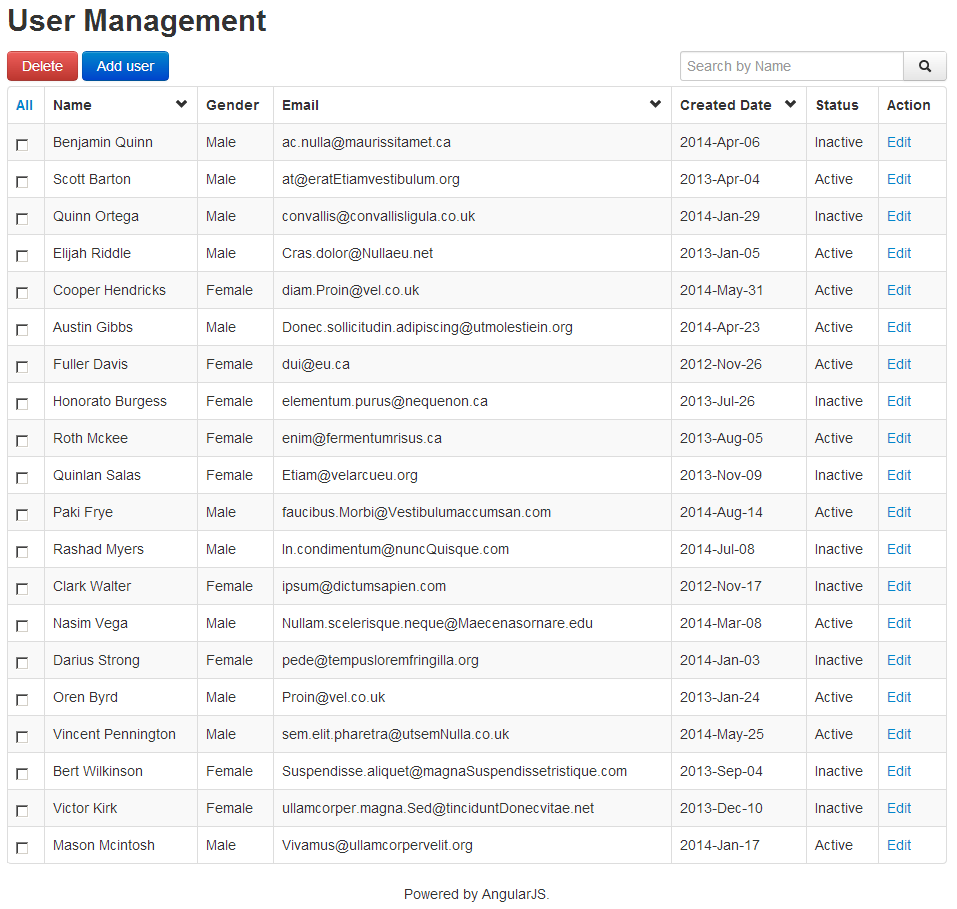 User Management
Delete Add user Search by Name
All Name Gender Email Created Date Status Action
Benjamin Quinn Male ac.nulla@maurissitamet.ca 2014-Apr-06 Inactive Edit
Scott Barton Male at@eratEtiamvestibulum.org 2013-Apr-04 Active Edit
Quinn Ortega Male convallis@convallisligula.co.uk 2014-Jan-29 Inactive Edit
Elijah Riddle Male Cras.dolor@Nullaeu.net 2013-Jan-05 Active Edit
Cooper Hendricks Female diam.Proin@vel.co.uk 2014-May-31 Active Edit
Austin Gibbs Male Donec.sollicitudin.adipiscing@utmolestiein.org 2014-Apr-23 Active Edit
Fuller Davis Female dui@eu.ca 2012-Nov-26 Active Edit
Honorato Burgess Female elementum.purus@nequenon.ca 2013-Jul-26 Inactive Edit
Roth Mckee Female enim@fermentumrisus.ca 2013-Aug-05 Active Edit
Quinlan Salas Female Etiam@velarcueu.org 2013-Nov-09 Inactive Edit
Paki Frye Male faucibus.Morbi@Vestibulumaccumsan.com 2014-Aug-14 Active Edit
Rashad Myers Male In.condimentum@nuncQuisque.com 2014-Jul-08 Inactive Edit
Clark Walter Female ipsum@dictumsapien.com 2012-Nov-17 Inactive Edit
Nasim Vega Male Nullam.scelerisque.neque@Maecenasornare.edu 2014-Mar-08 Active Edit
Darius Strong Female pede@tempusloremfringilla.org 2014-Jan-03 Inactive Edit
Oren Byrd Male Proin@vel.co.uk 2013-Jan-24 Active Edit
Vincent Pennington Male sem.elit.pharetra@utsemNulla.co.uk 2014-May-25 Active Edit
Bert Wilkinson Female Suspendisse.aliquet@magnaSuspendissetristique.com 2013-Sep-04 Inactive Edit
Victor Kirk Female ullamcorper.magna.Sed@tinciduntDonecvitae.net 2013-Dec-10 Inactive Edit
Mason Mcintosh Male Vivamus@ullamcorpervelit.org 2014-Jan-17 Active Edit
Powered by AngularJS.